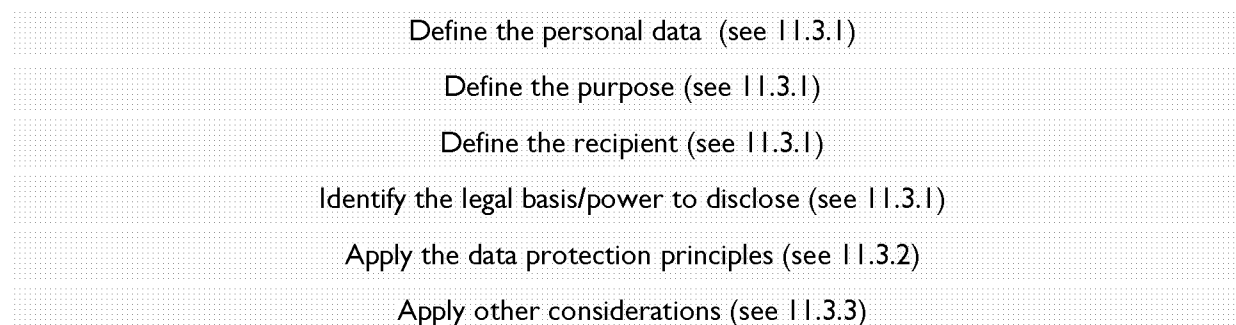 Define the personal data (see 11.3.1)
Define the purpose (see 11.3.1)
Define the recipient (see 11.3.1)
Identify the legal basis/power to disclose (see 11.3.1)
Apply the data protection principles (see 11.3.2)
Apply other considerations (see 11.3.3)